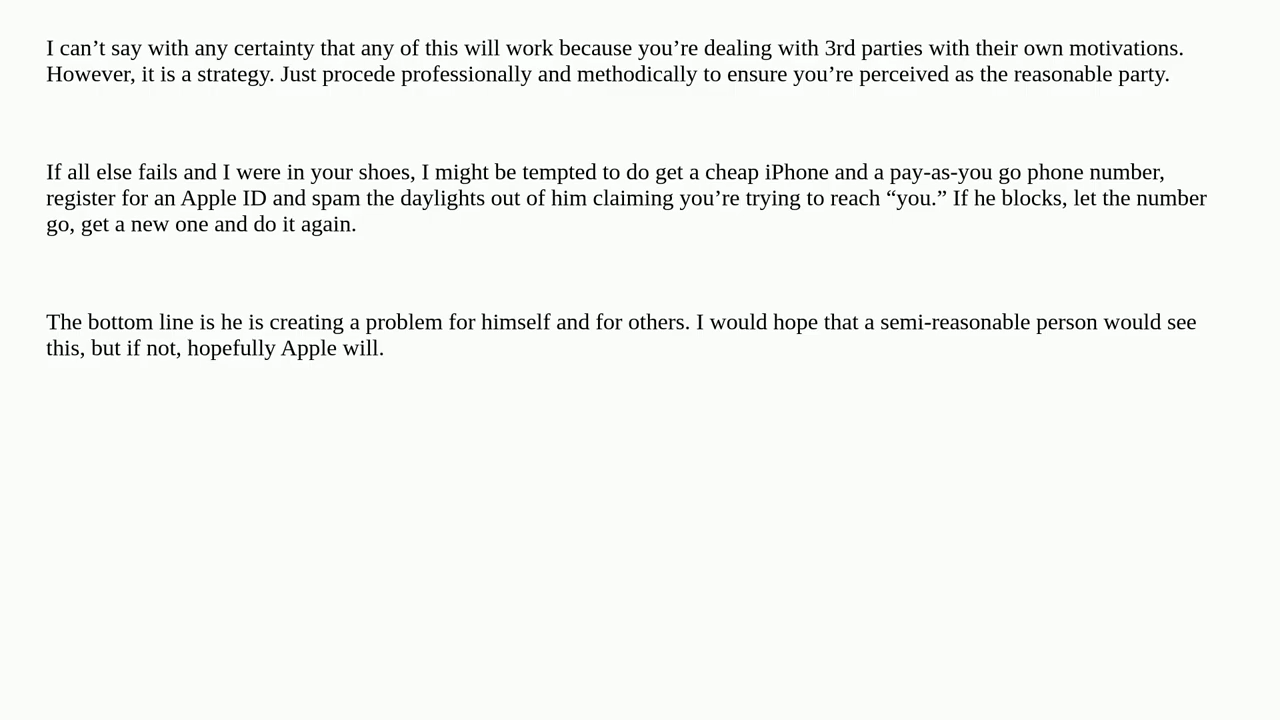 I can’t say with any certainty that any of this will work because you’re dealing with 3rd parties with their own motivations.
However, it is a strategy. Just procede professionally and methodically to ensure you’re perceived as the reasonable party.
If all else fails and I were in your shoes, I might be tempted to do get a cheap iPhone and a pay-as-you go phone number,
register for an Apple ID and spam the daylights out of him claiming you’re trying to reach “you.” If he blocks, let the number
go, get a new one and do it again.
The bottom line is he is creating a problem for himself and for others. I would hope that a semi-reasonable person would see
this, but if not, hopefully Apple will.